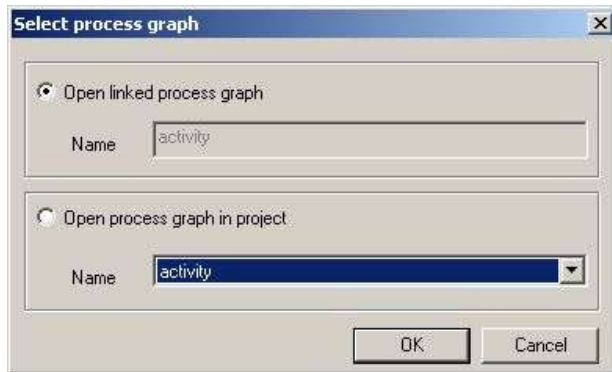 Select process graph
Open linked process graph
Name activity
Open process graph in project
Name activity
OK Cancel